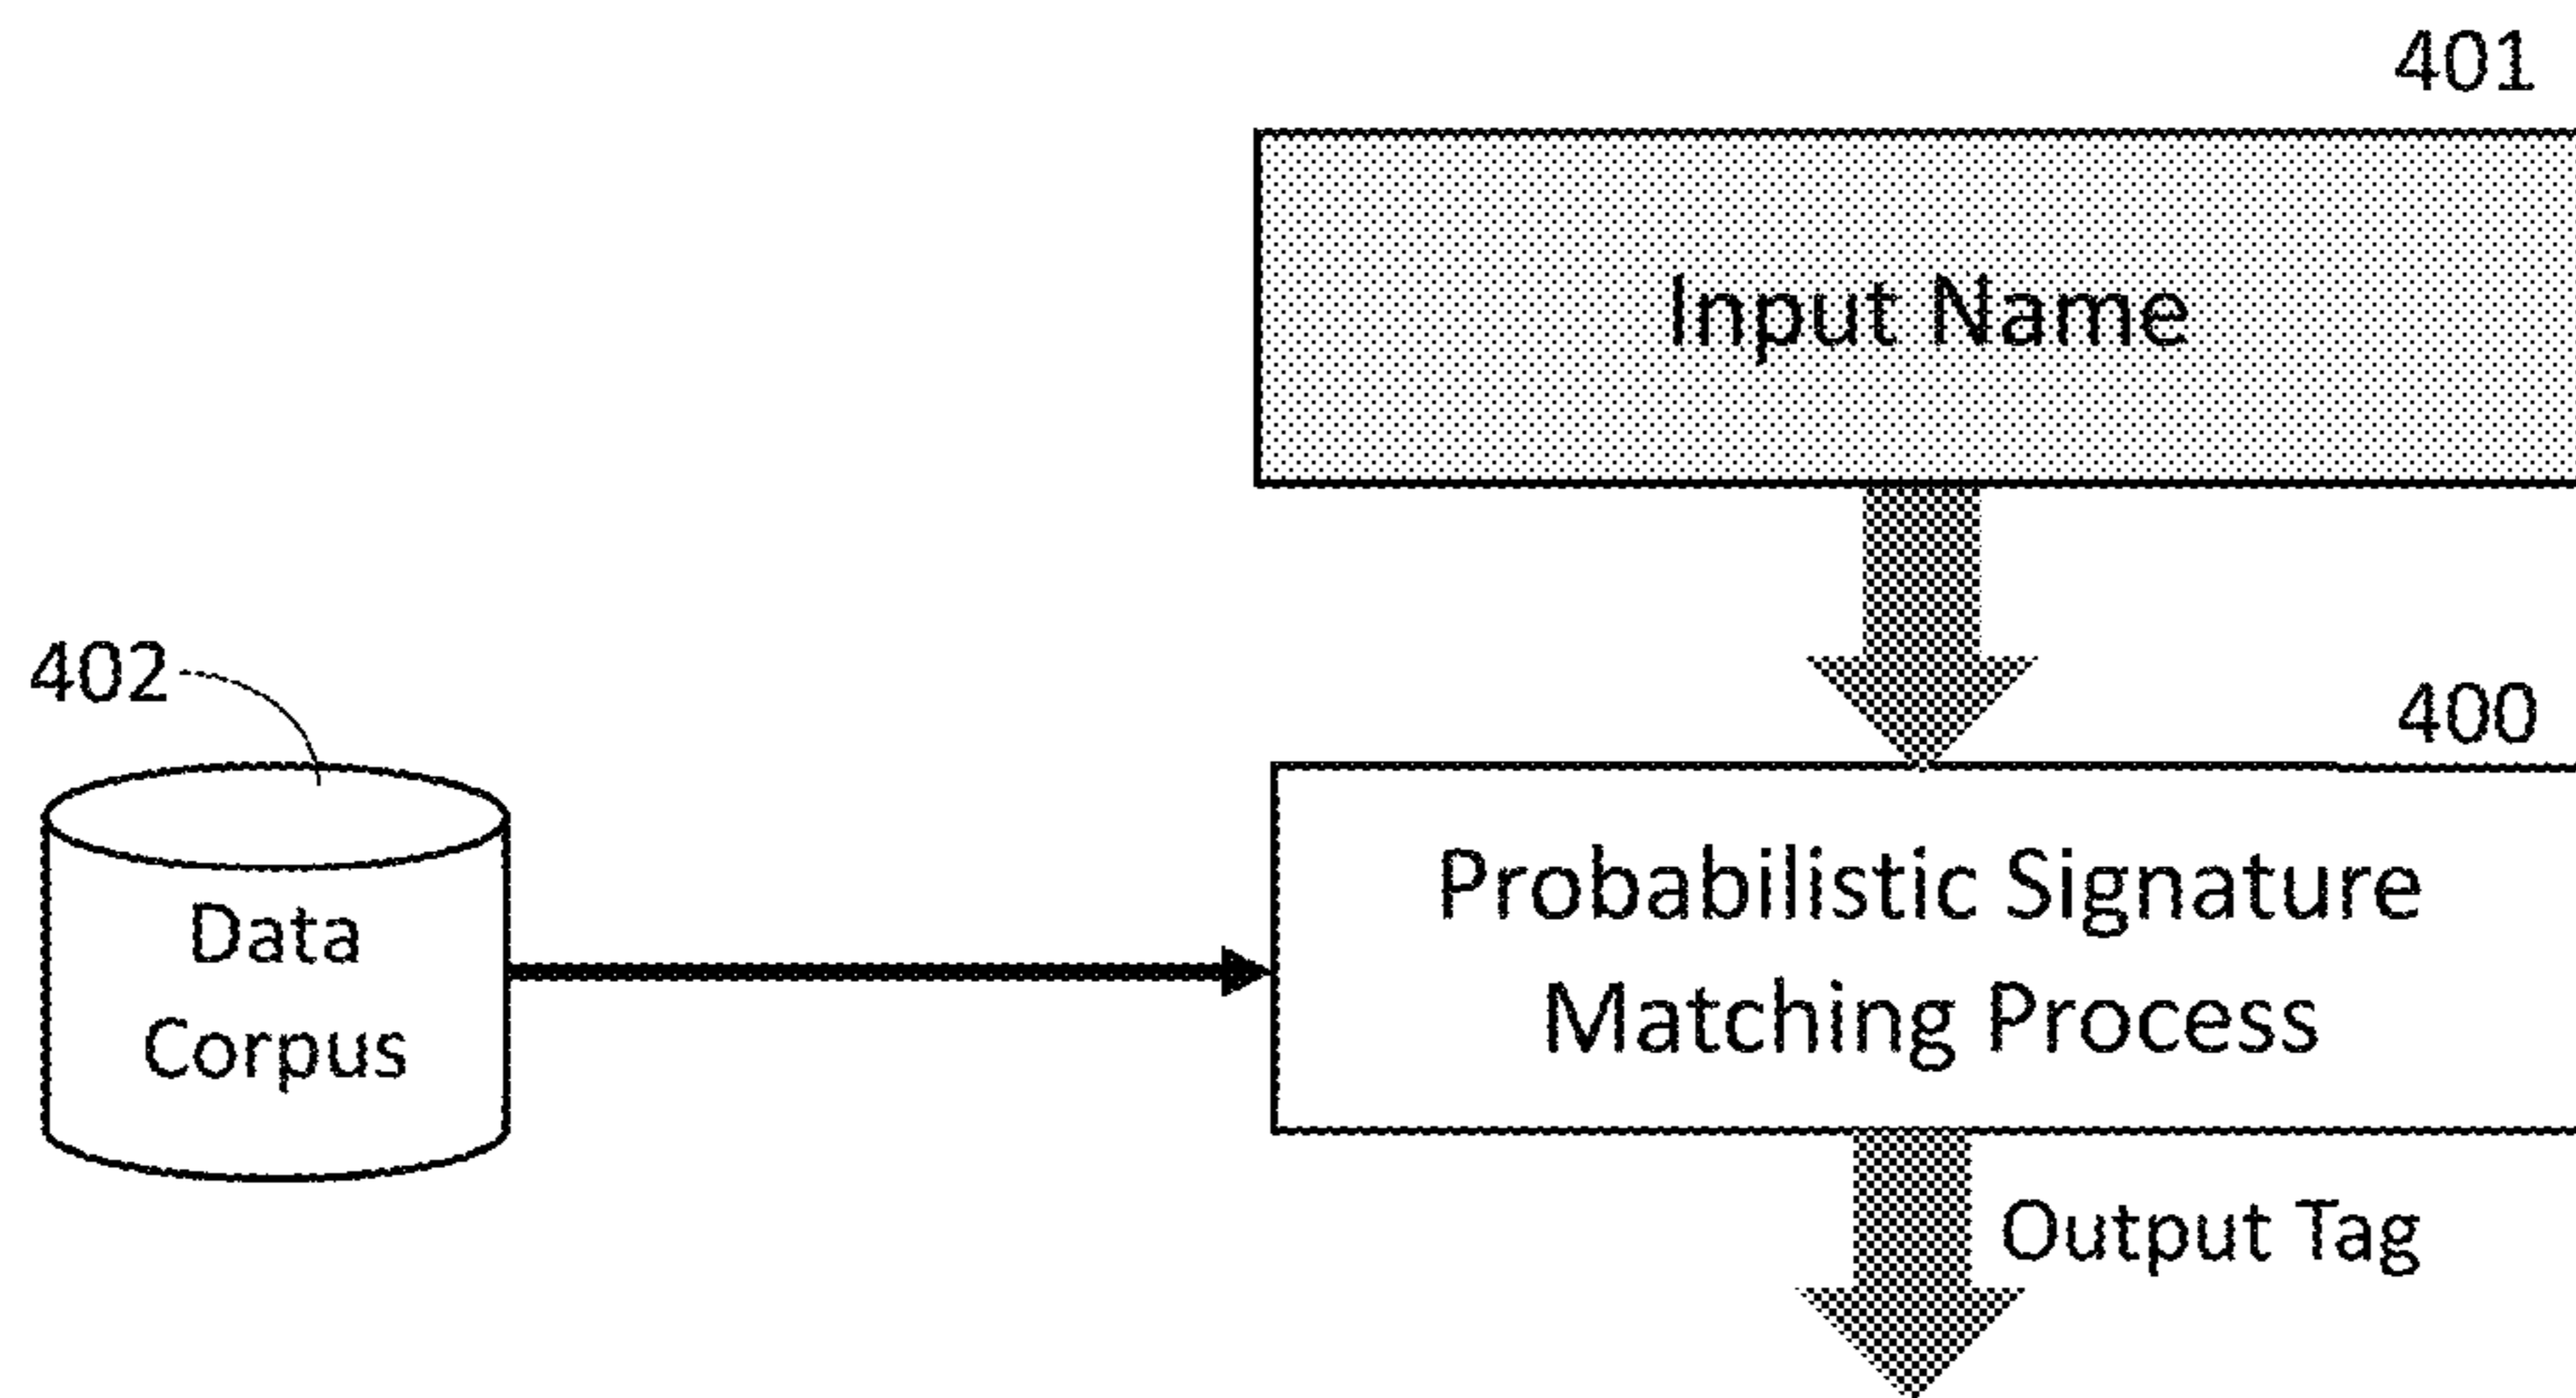 401
Input Name
402
400
Probabilistic Signature
Matching Process
Data
Corpus
Output Tag